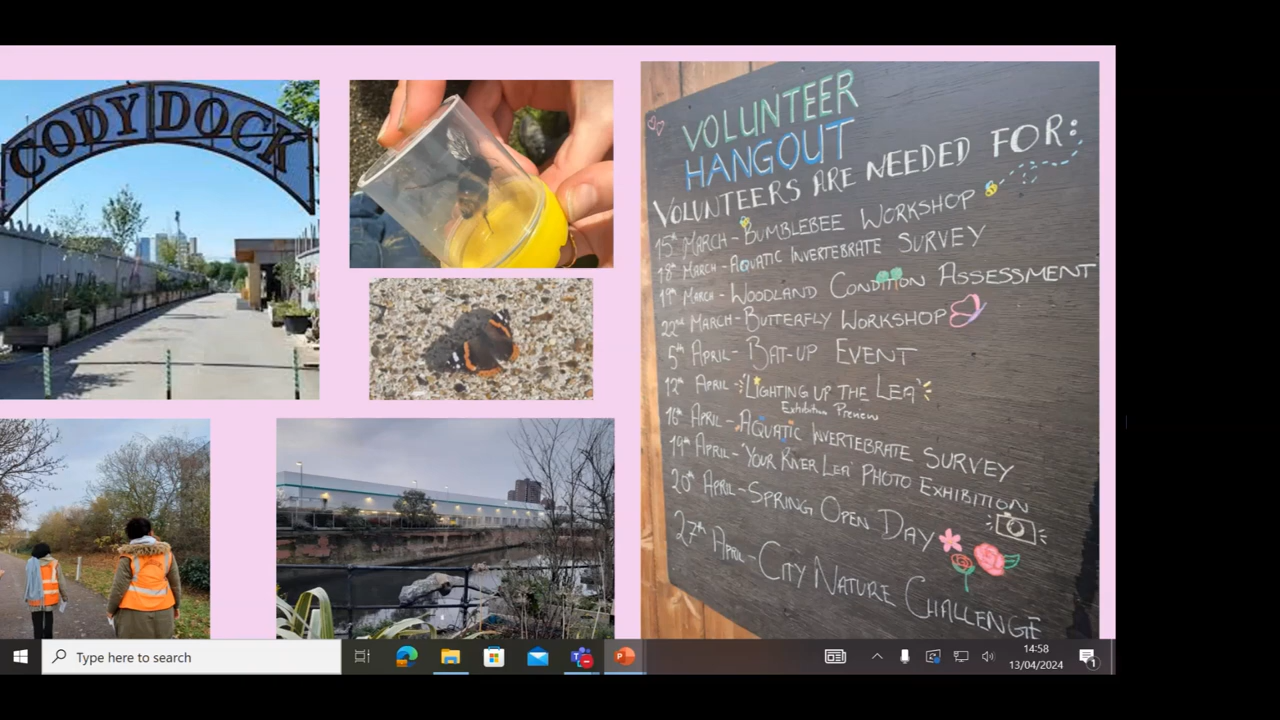 CODY DOCK
VOLUNTEER
HANGOUT
VOLUNTEERS ARE NEEDED FOR:
15th MARCH - BUMBLEBEE WORKSHOP
18th MARCH - AQUATIC INVERTEBRATE SURVEY
19th MARCH - WOODLAND CONDITION ASSESSMENT
22nd MARCH - BUTTERFLY WORKSHOP
5th APRIL - BAT-UP EVENT
12th APRIL - 'LIGHTING UP THE LEA'
Exhibition Preview
16th APRIL - AQUATIC INVERTEBRATE SURVEY
19th APRIL - 'YOUR RIVER LEA' PHOTO EXHIBITION
20th APRIL - SPRING OPEN DAY
27th APRIL - CITY NATURE CHALLENGE
Type here to search
14:58
13/04/2024
1